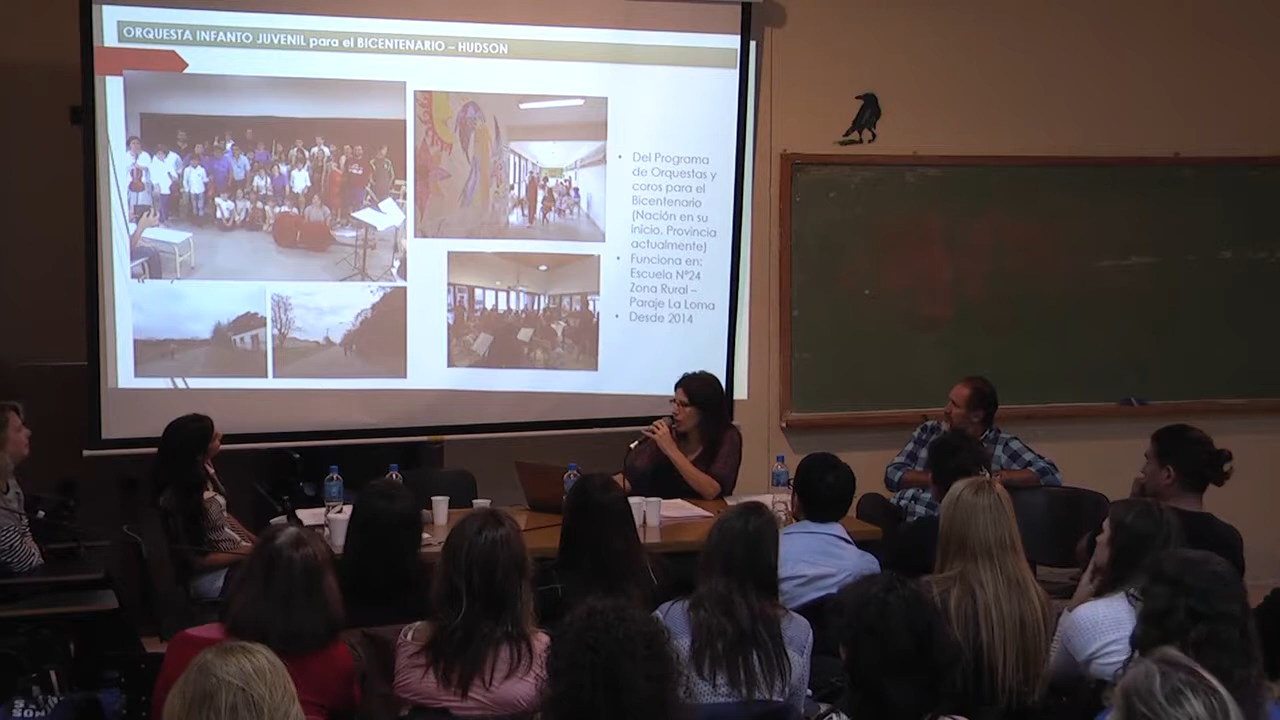 ORQUESTA INFANTO JUVENIL para el BICENTENARIO – HUDSON
• Del Programa
de Orquestas y
coros para el
Bicentenario
(Nación en su
inicio, Provincia
actualmente)
• Funciona en:
Escuela Nº24
Zona Rural –
Paraje La Loma
• Desde 2014